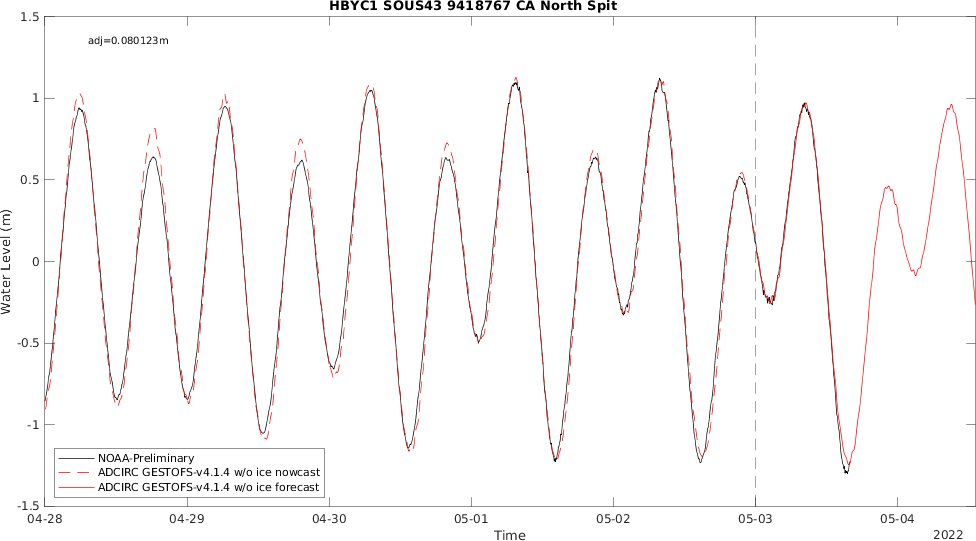 HBYC1 SOUS43 9418767 CA North Spit
adj=0.080123m
1.5
1
0.5
0
-0.5
-1
-1.5
Water Level (m)
NOAA-Preliminary
ADCIRC GESTOFS-v4.1.4 w/o ice nowcast
ADCIRC GESTOFS-v4.1.4 w/o ice forecast
04-28 04-29 04-30 05-01 05-02 05-03 05-04
Time
2022